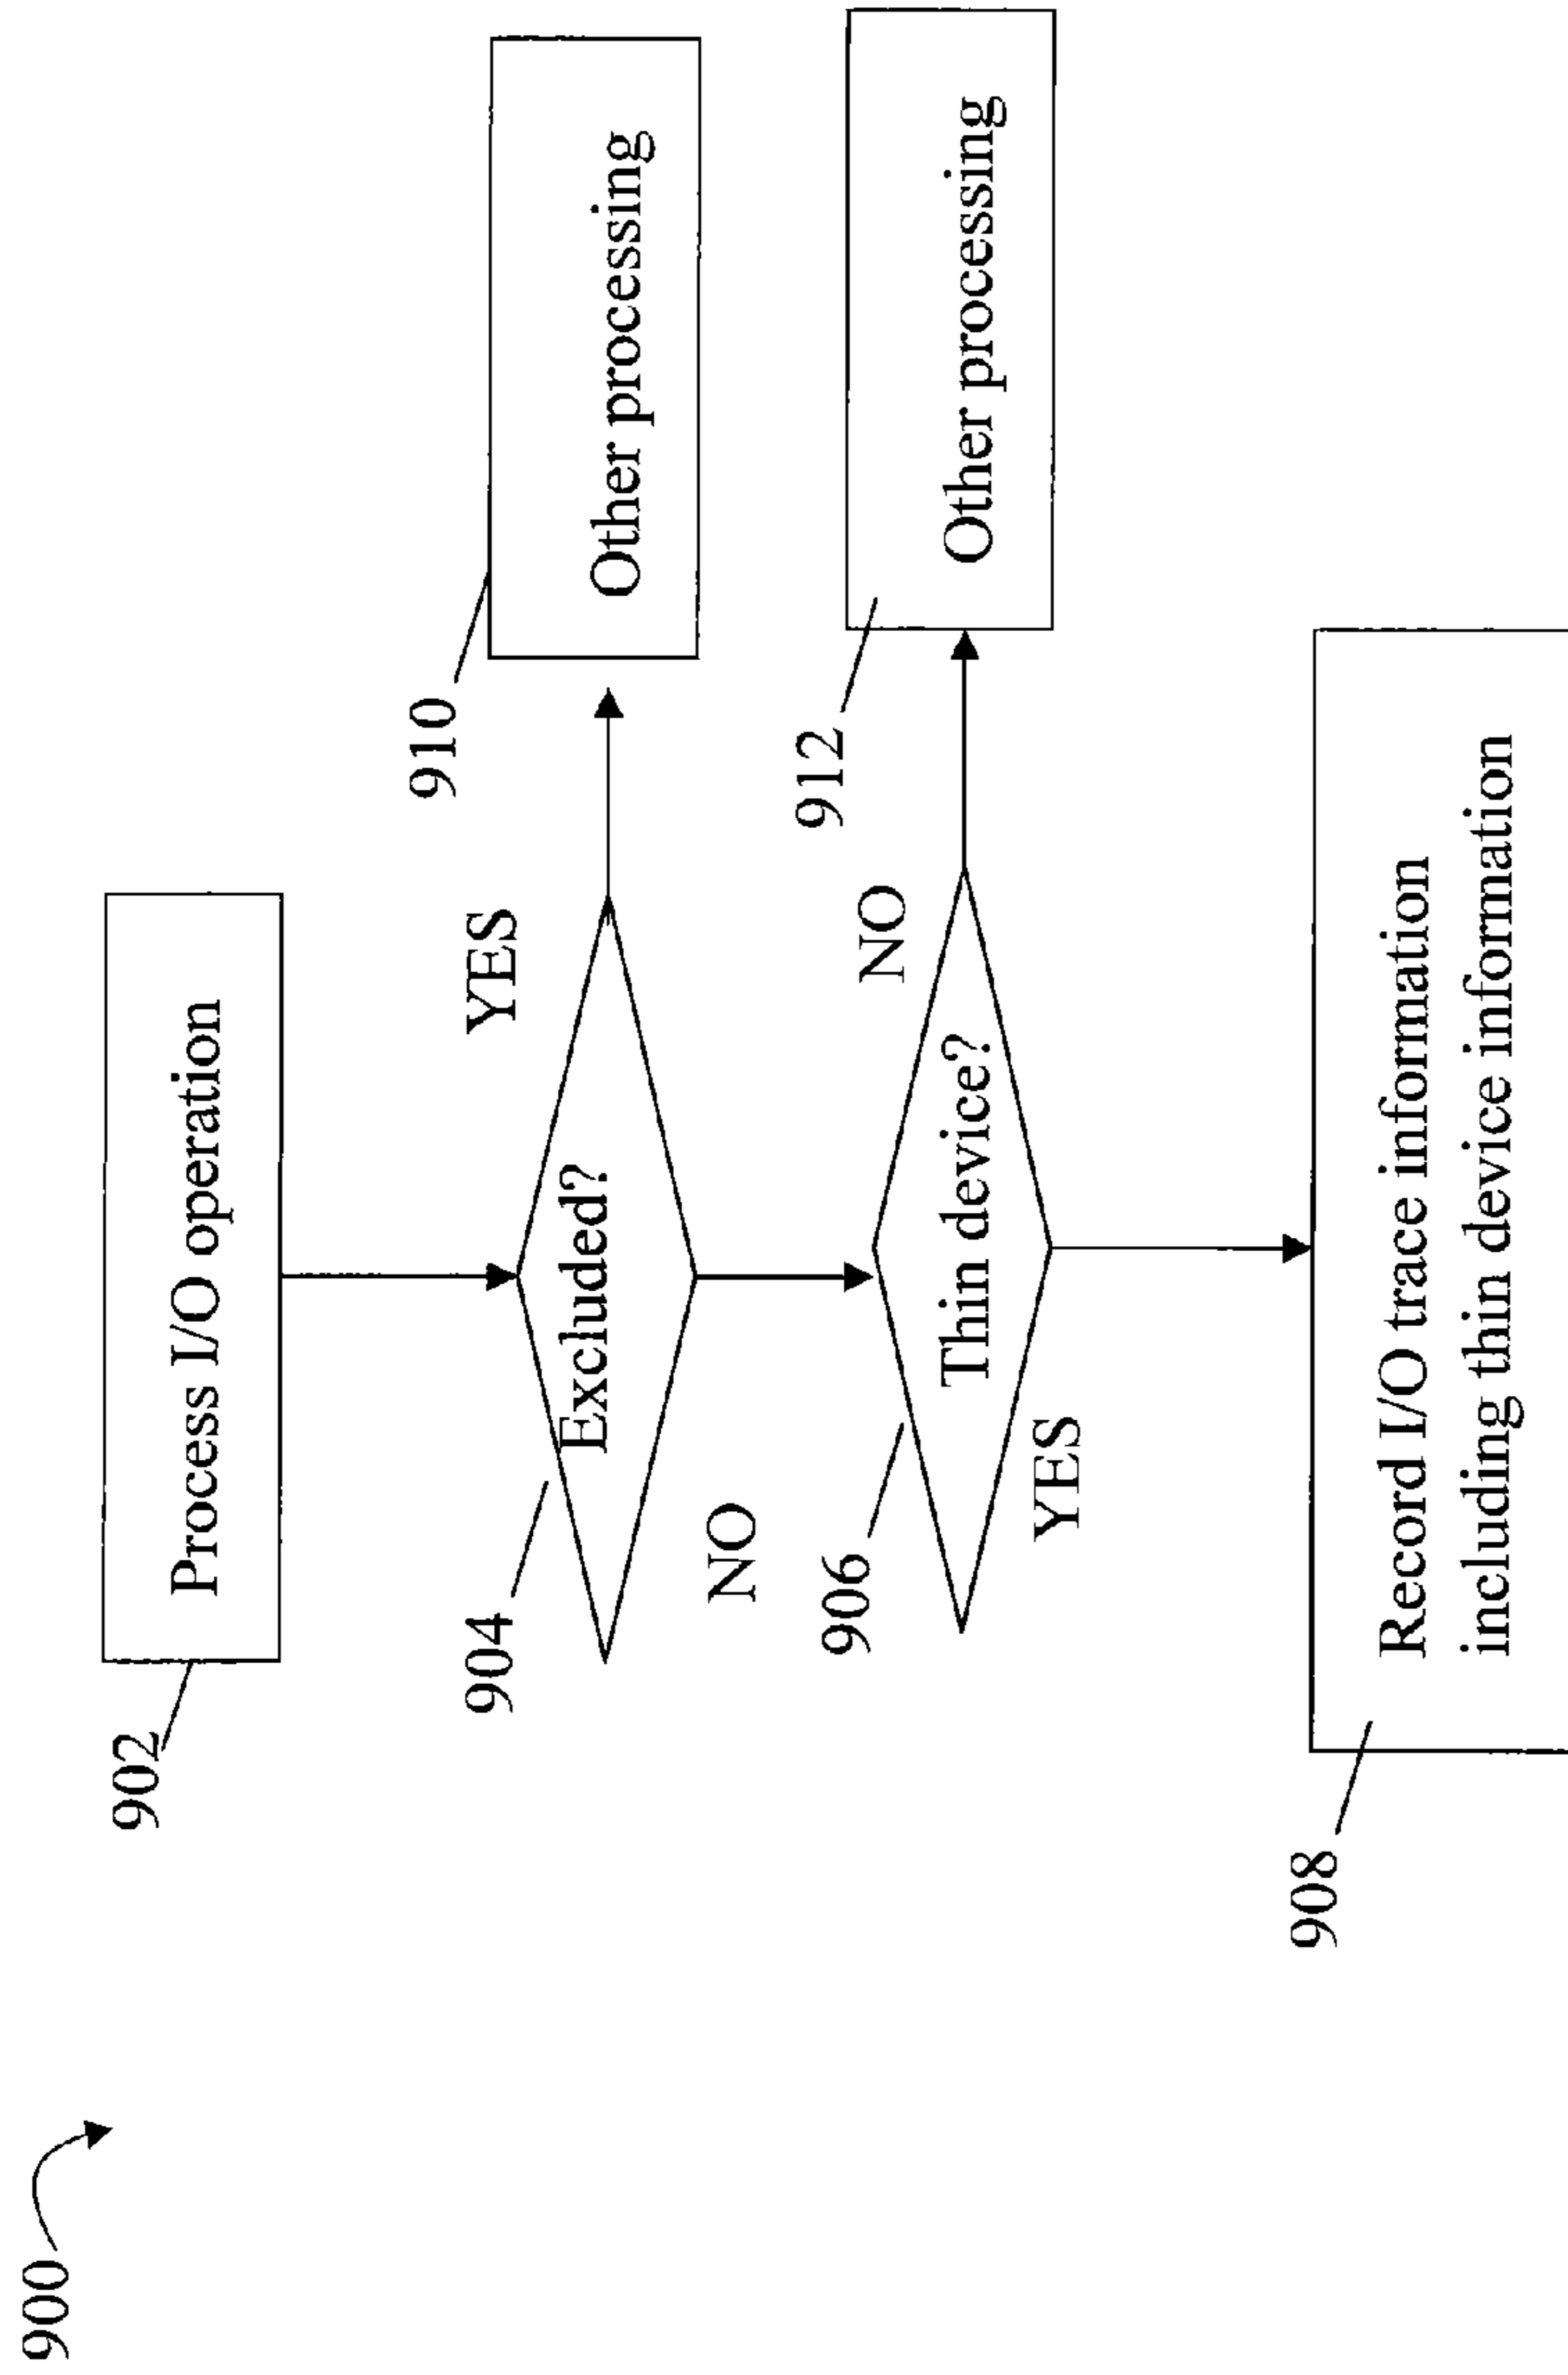 900
902
Process I/O operation
904
Excluded?
YES
910
Other processing
NO
906
Thin device?
NO
912
Other processing
YES
908
Record I/O trace information
including thin device information